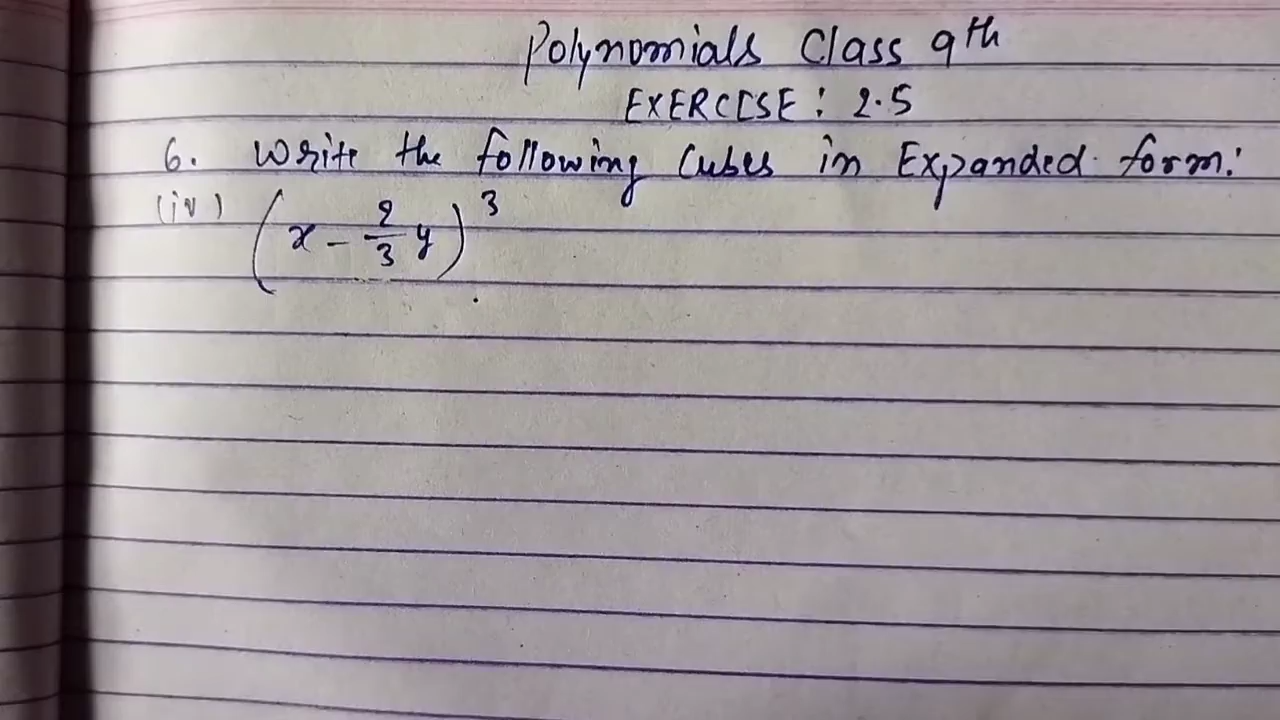 Polynomials Class 9th
EXERCISE: 2.5
6. Write the following Cubes in Expanded form:
(iv) (x - 2/3 y)^3